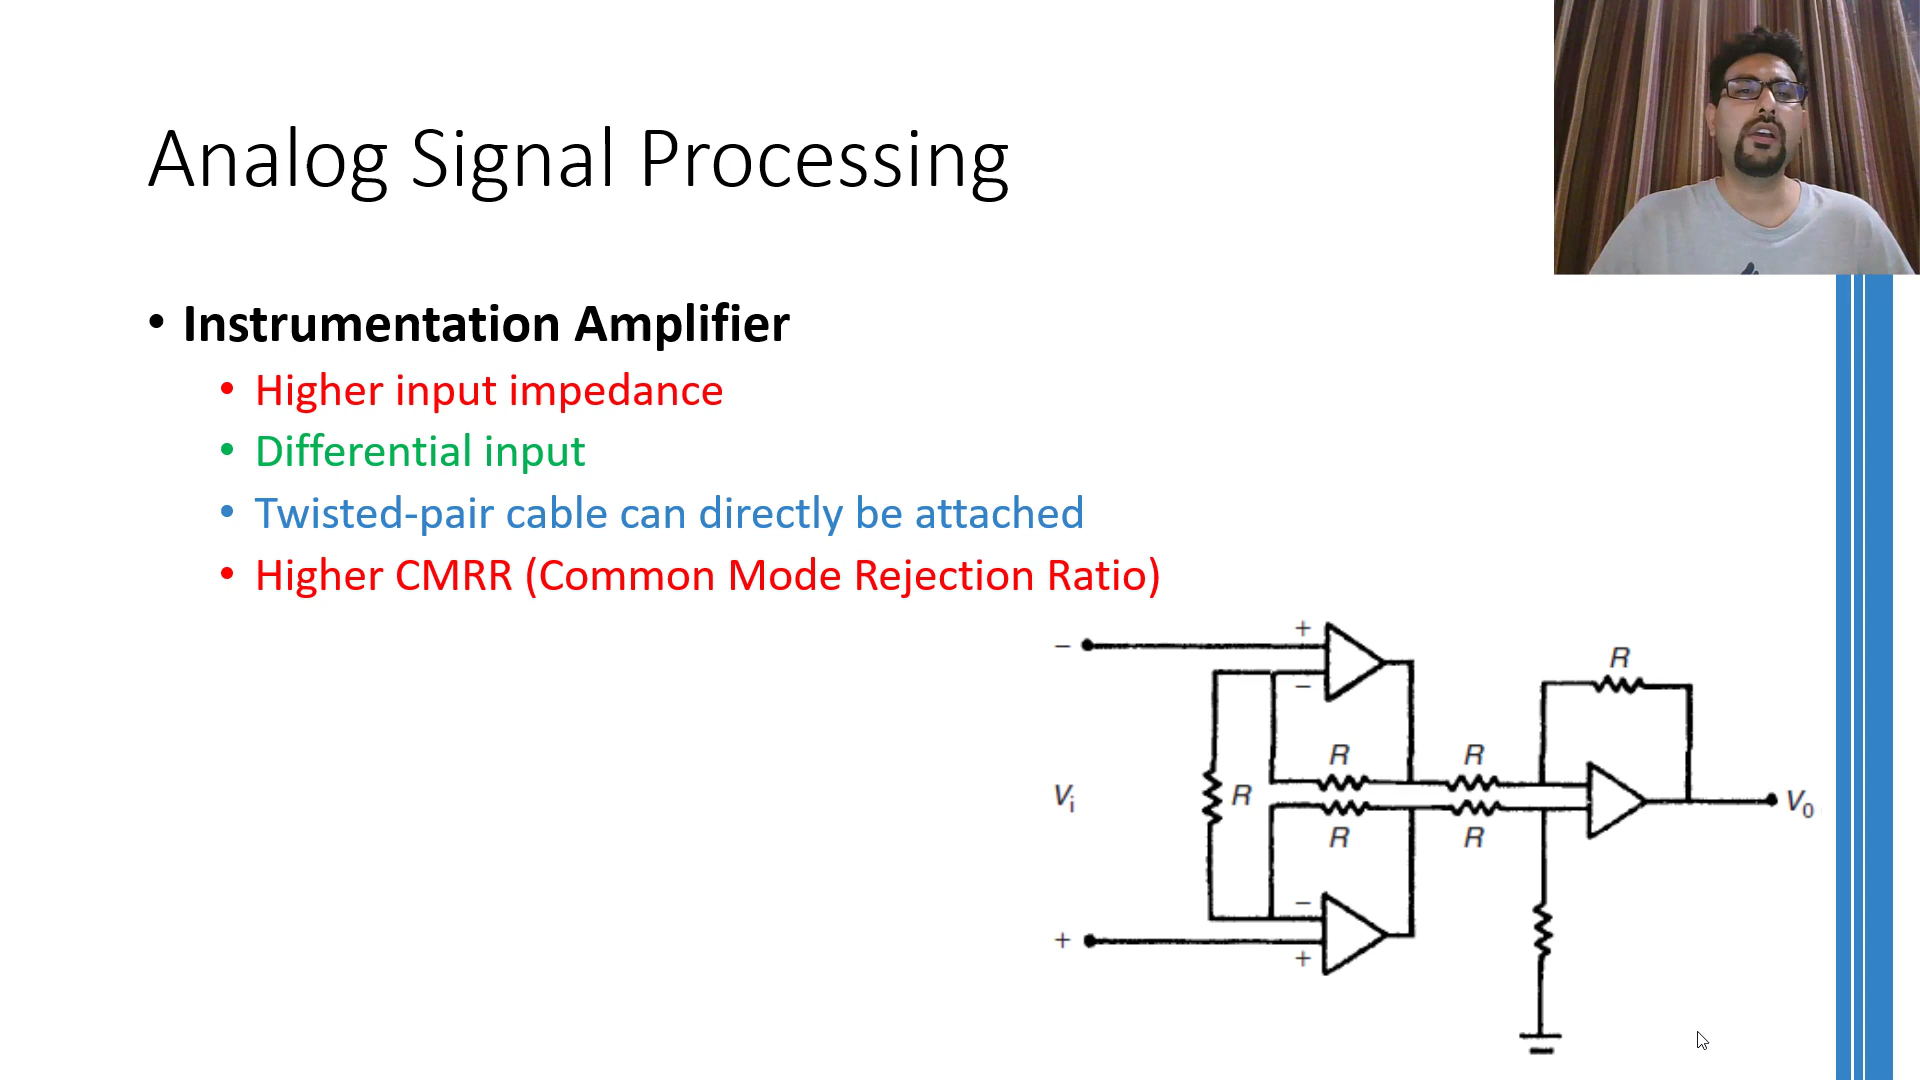 Analog Signal Processing
• Instrumentation Amplifier
• Higher input impedance
• Differential input
• Twisted-pair cable can directly be attached
• Higher CMRR (Common Mode Rejection Ratio)
− +
−
R
R R
Vi R V0
R R
−
+ +